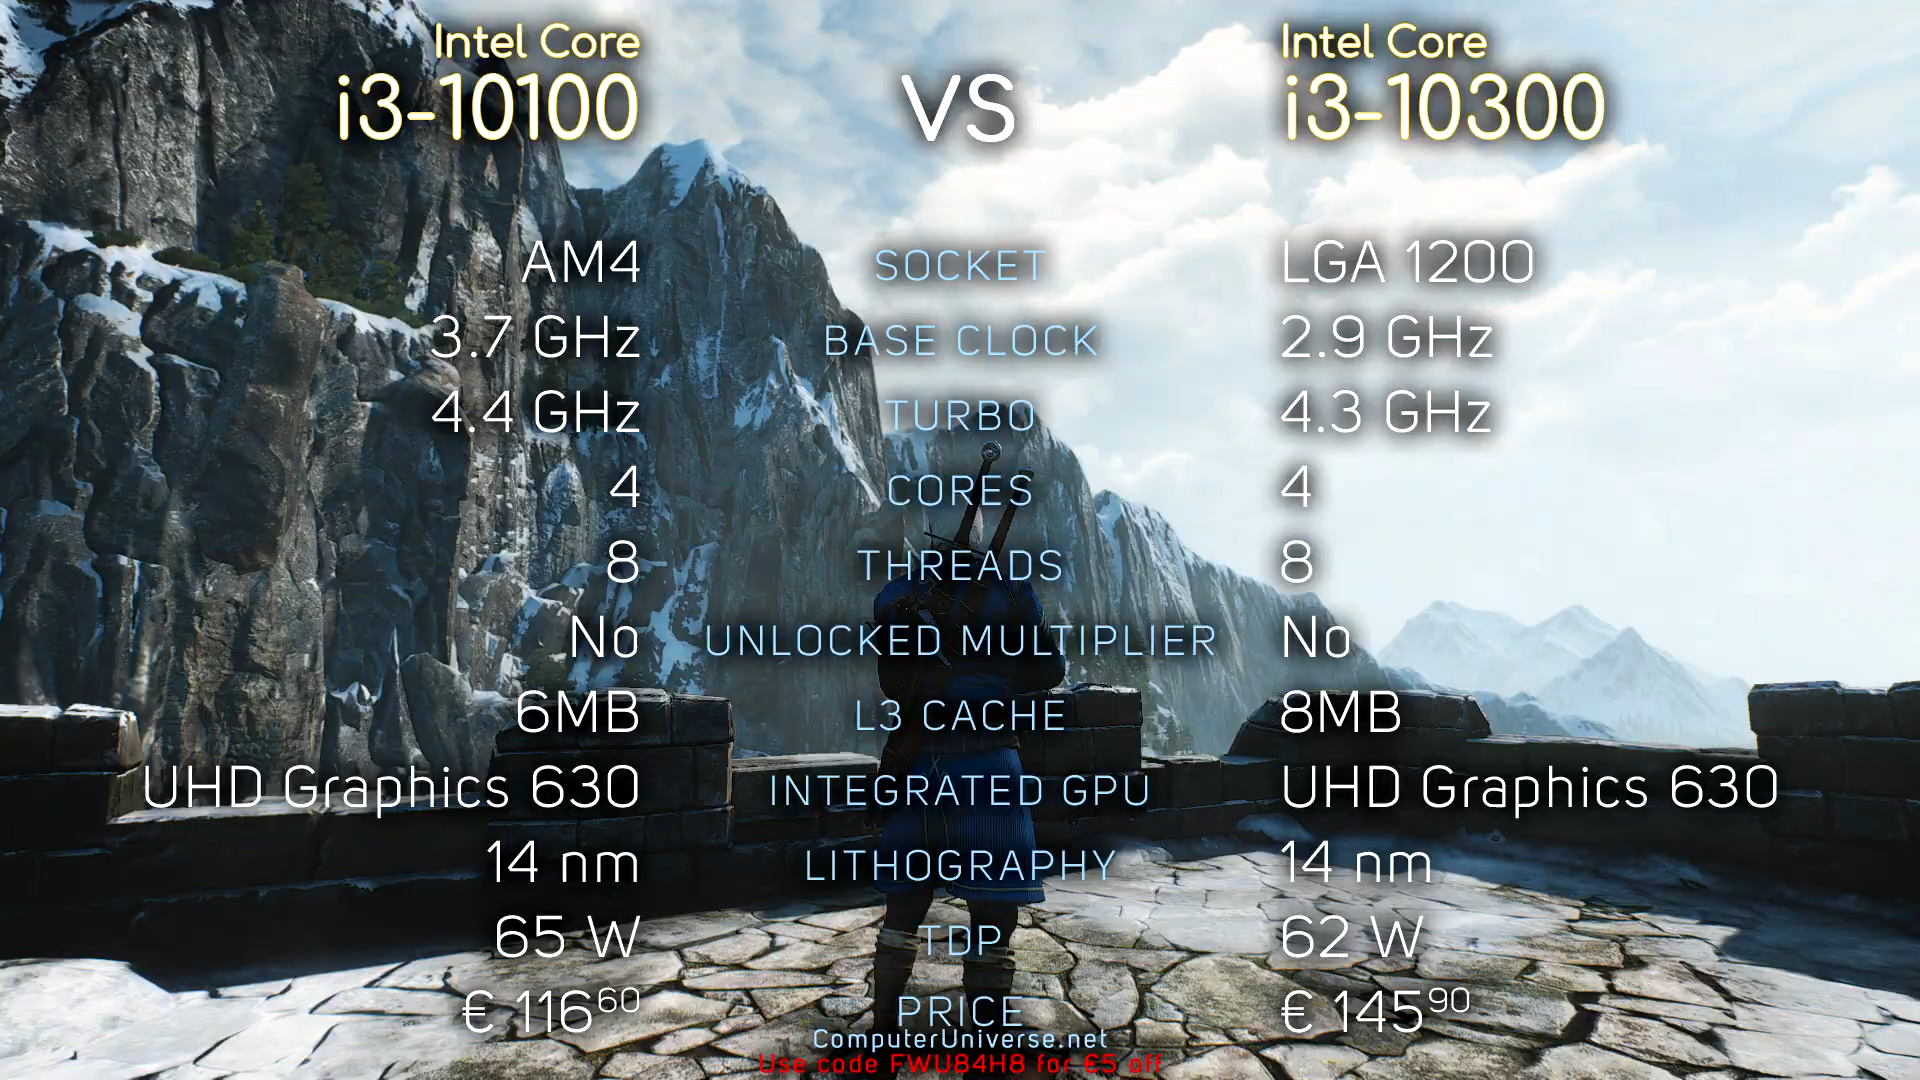 Intel Core
i3-10100
VS
Intel Core
i3-10300
AM4 SOCKET LGA 1200
3.7 GHz BASE CLOCK 2.9 GHz
4.4 GHz TURBO 4.3 GHz
4 CORES 4
8 THREADS 8
No UNLOCKED MULTIPLIER No
6MB L3 CACHE 8MB
UHD Graphics 630 INTEGRATED GPU UHD Graphics 630
14 nm LITHOGRAPHY 14 nm
65 W TDP 62 W
€ 116⁶⁰ PRICE € 145⁹⁰
ComputerUniverse.net
Use code FWU84H8 for €5 off